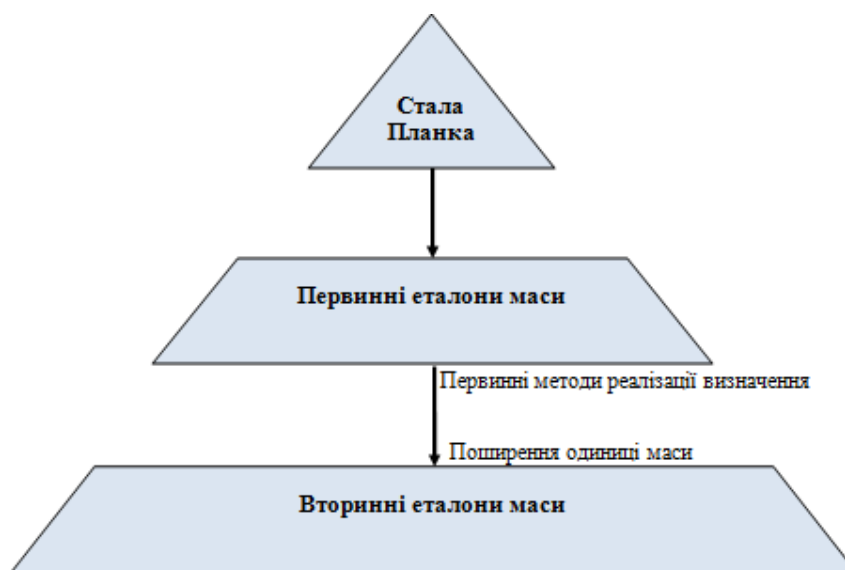 Стала
Планка
Первинні еталони маси
Первинні методи реалізації визначення
Поширення одиниці маси
Вторинні еталони маси